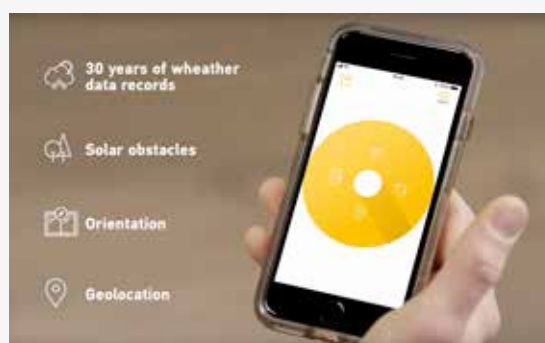 30 years of wheather
data records
Solar obstacles
Orientation
Geolocation